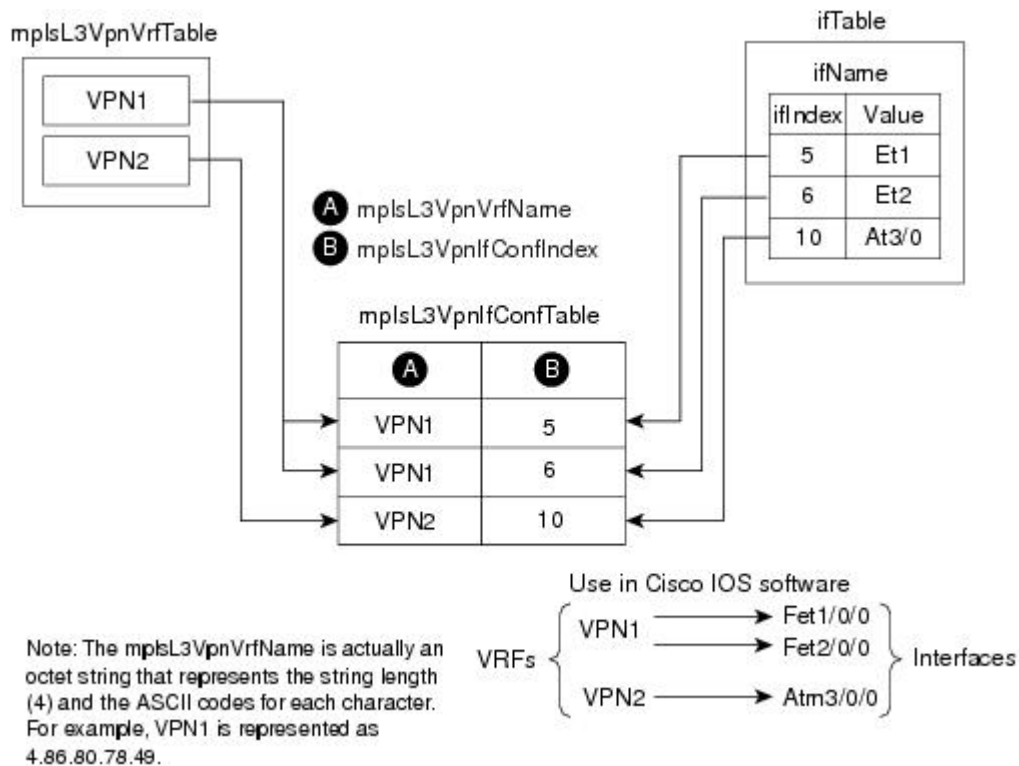 mplsL3VpnVrfTable
VPN1
VPN2
ifTable
ifName
ifIndex Value
5 Et1
6 Et2
10 At3/0
A mplsL3VpnVrfName
B mplsL3VpnIfConfIndex
mplsL3VpnIfConfTable
A B
VPN1 5
VPN1 6
VPN2 10
Use in Cisco IOS software
VRFs
VPN1 Fet1/0/0
Fet2/0/0
VPN2 Atm3/0/0
Interfaces
Note: The mplsL3VpnVrfName is actually an
octet string that represents the string length
(4) and the ASCII codes for each character.
For example, VPN1 is represented as
4.86.80.78.49.